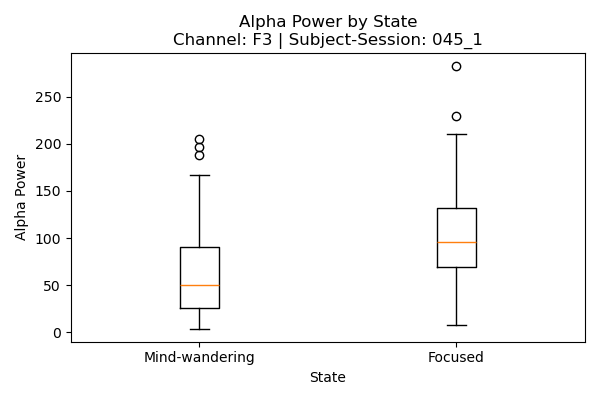 Alpha Power by State
Channel: F3 | Subject-Session: 045_1
Alpha Power
250
200
150
100
50
0
Mind-wandering
Focused
State